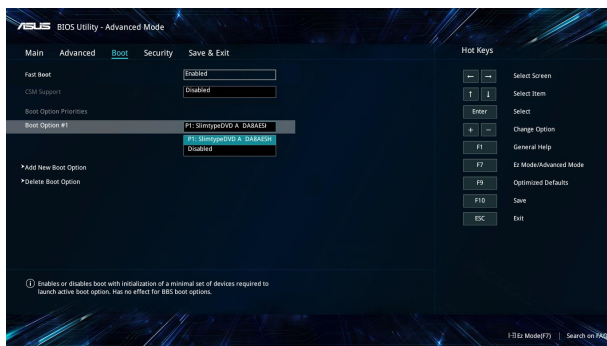 ASUS BIOS Utility - Advanced Mode
Main Advanced Boot Security Save & Exit
Hot Keys
Fast Boot Enabled
CSM Support Disabled
Boot Option Priorities
Boot Option #1 P1: SlimtypeDVD A DA8AESH
P1: SlimtypeDVD A DA8AESH
Disabled
>Add New Boot Option
>Delete Boot Option
← → Select Screen
↑ ↓ Select Item
Enter Select
+ − Change Option
F1 General Help
F7 Ez Mode/Advanced Mode
F9 Optimized Defaults
F10 Save
ESC Exit
i Enables or disables boot with initialization of a minimal set of devices required to
launch active boot option. Has no effect for BBS boot options.
Ez Mode(F7) | Search on FAQ